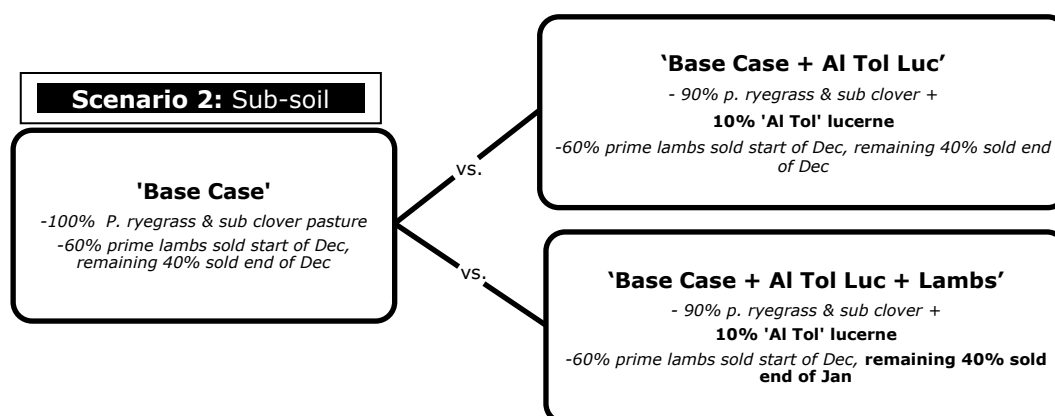 Scenario 2: Sub-soil
'Base Case'
-100% P. ryegrass & sub clover pasture
-60% prime lambs sold start of Dec,
remaining 40% sold end of Dec
vs.
vs.
‘Base Case + Al Tol Luc’
- 90% p. ryegrass & sub clover +
10% 'Al Tol' lucerne
-60% prime lambs sold start of Dec, remaining 40% sold end
of Dec
‘Base Case + Al Tol Luc + Lambs’
- 90% p. ryegrass & sub clover +
10% 'Al Tol' lucerne
-60% prime lambs sold start of Dec, remaining 40% sold
end of Jan